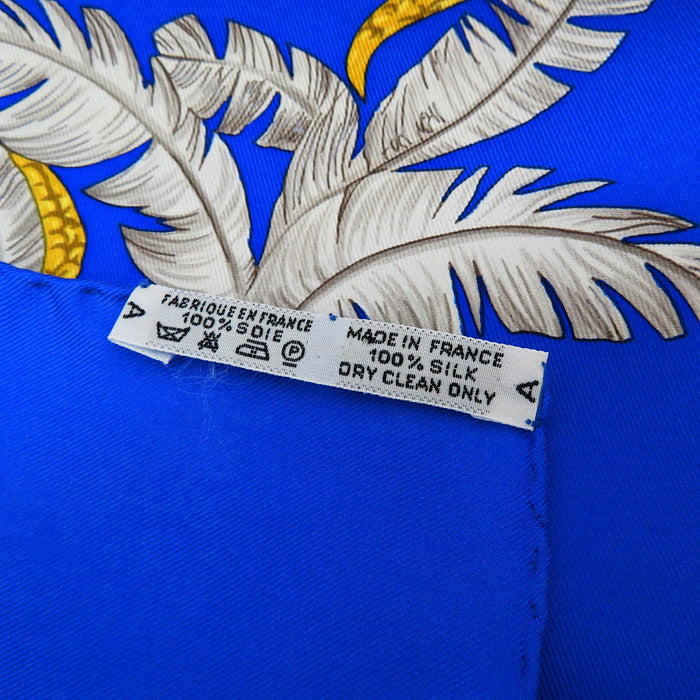 A
FABRIQUE EN FRANCE
100% SOIE
P
MADE IN FRANCE
100% SILK
DRY CLEAN ONLY
A